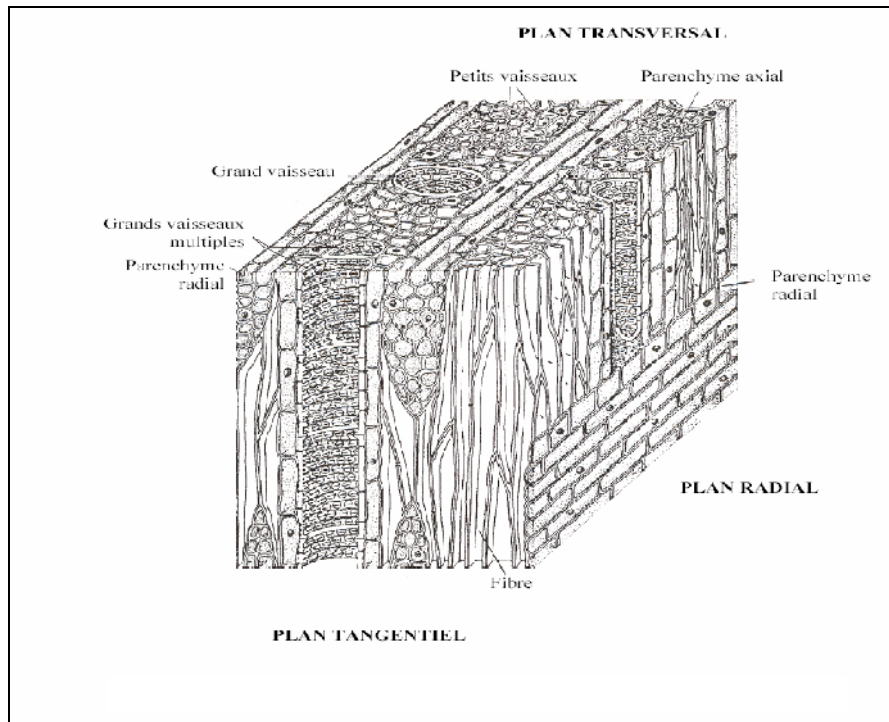 PLAN TRANSVERSAL
Petits vaisseaux
Parenchyme axial
Grand vaisseau
Grands vaisseaux
multiples
Parenchyme
radial
Parenchyme
radial
PLAN RADIAL
Fibre
PLAN TANGENTIEL